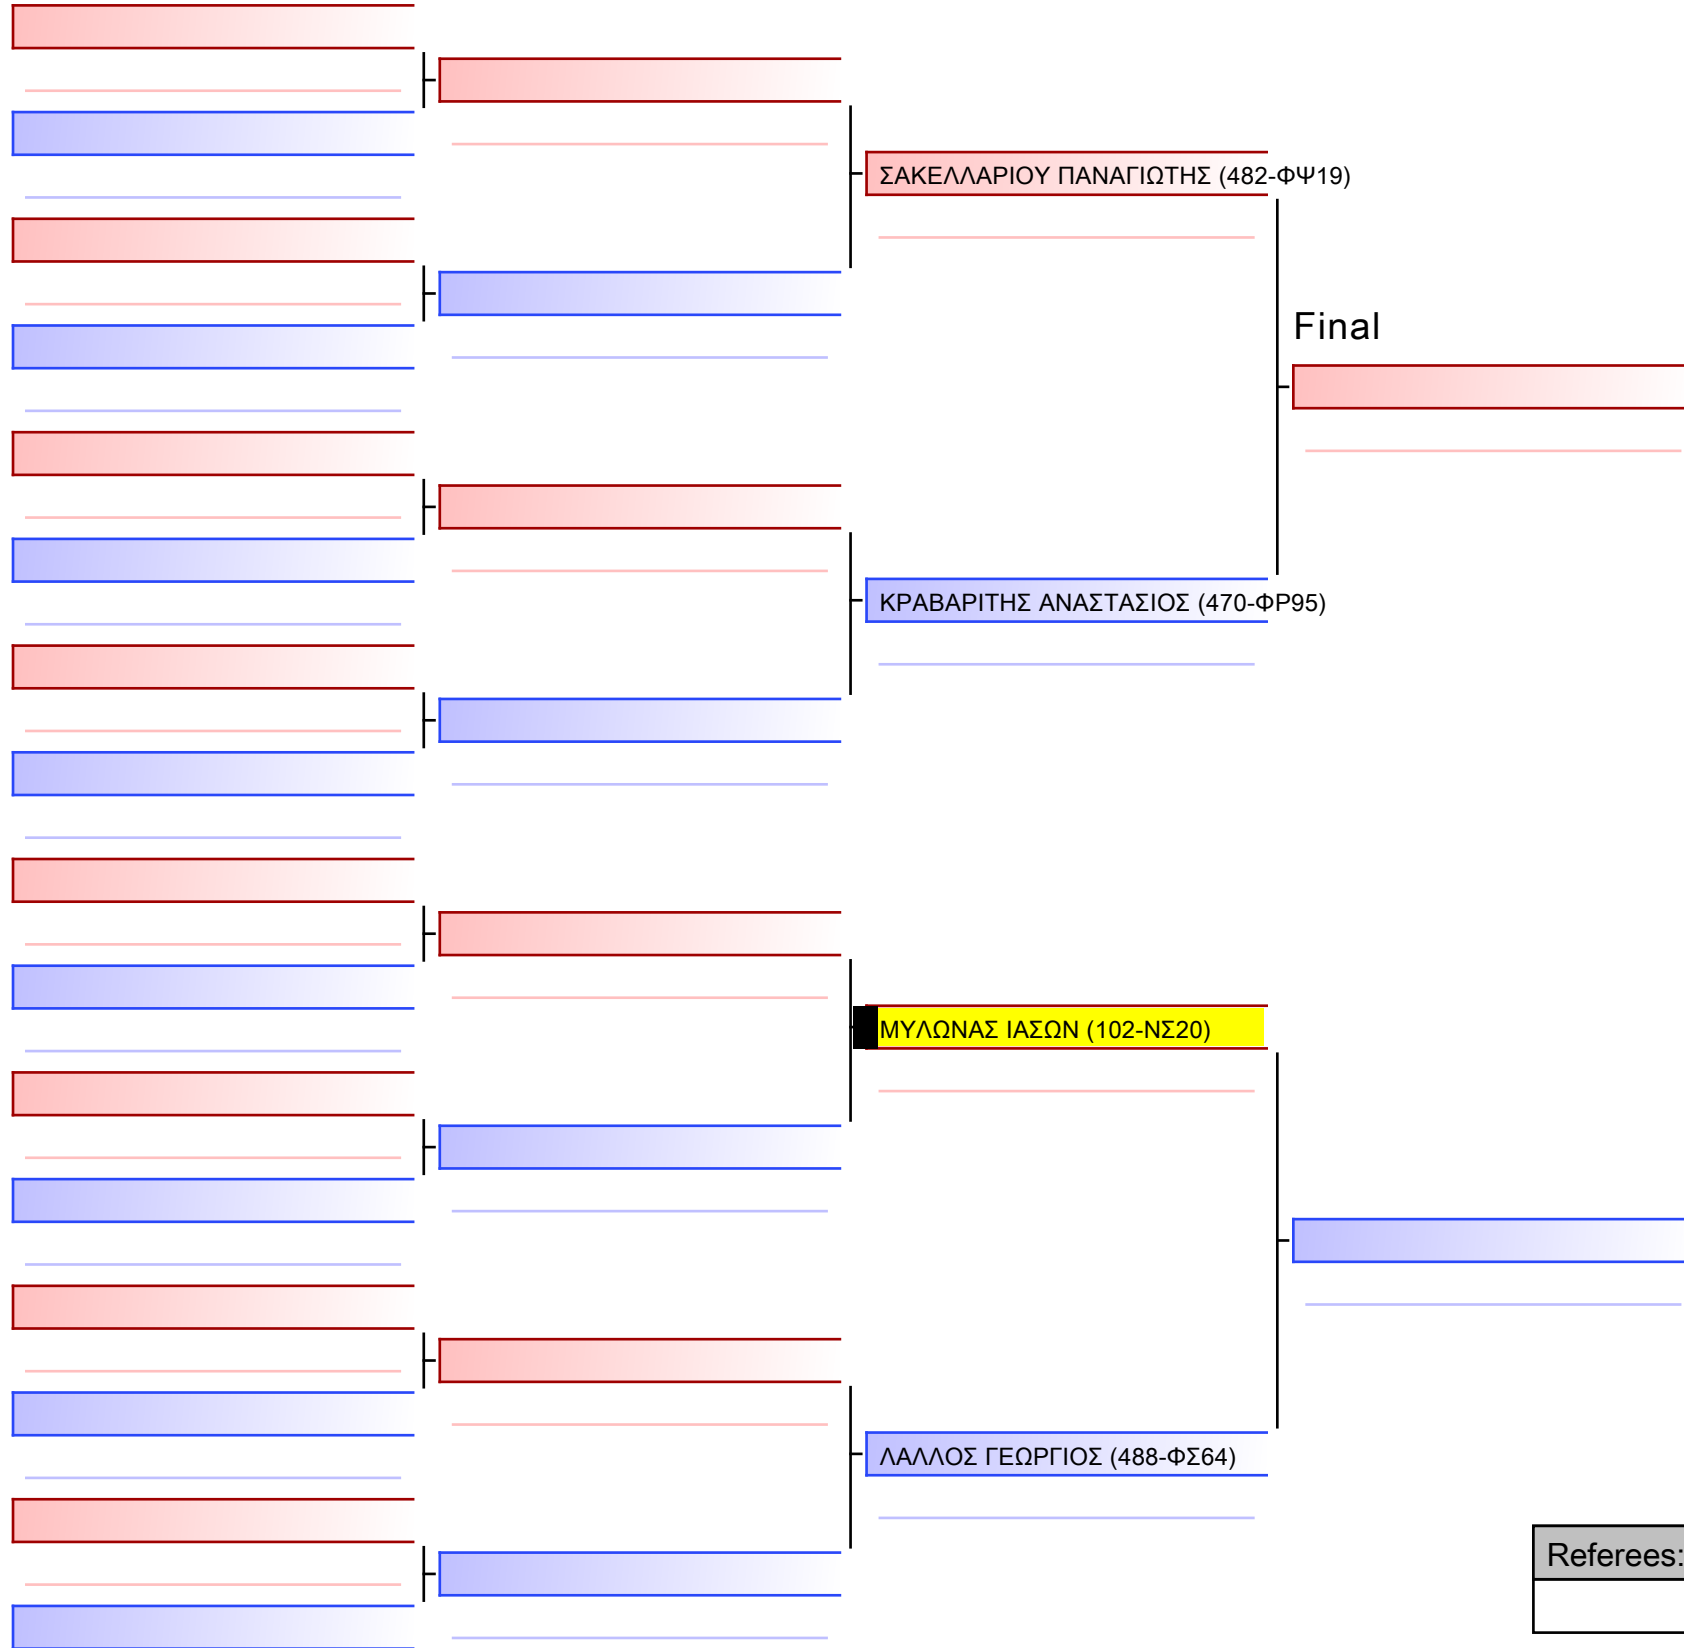 ΣΑΚΕΛΛΑΡΙΟΥ ΠΑΝΑΓΙΩΤΗΣ (482-ΦΨ19)
Final
ΚΡΑΒΑΡΙΤΗΣ ΑΝΑΣΤΑΣΙΟΣ (470-ΦΡ95)
ΜΥΛΩΝΑΣ ΙΑΣΩΝ (102-ΝΣ20)
ΛΑΛΛΟΣ ΓΕΩΡΓΙΟΣ (488-ΦΣ64)
Referees: